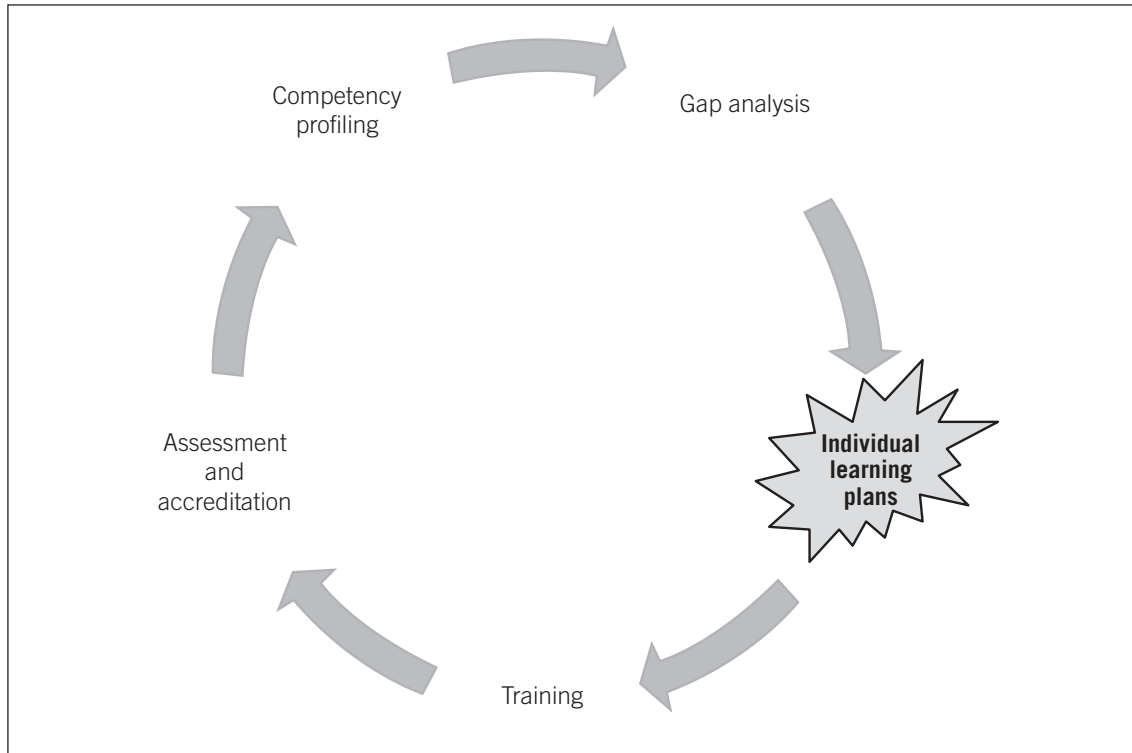 Competency
profiling
Gap analysis
Individual
learning
plans
Training
Assessment
and
accreditation